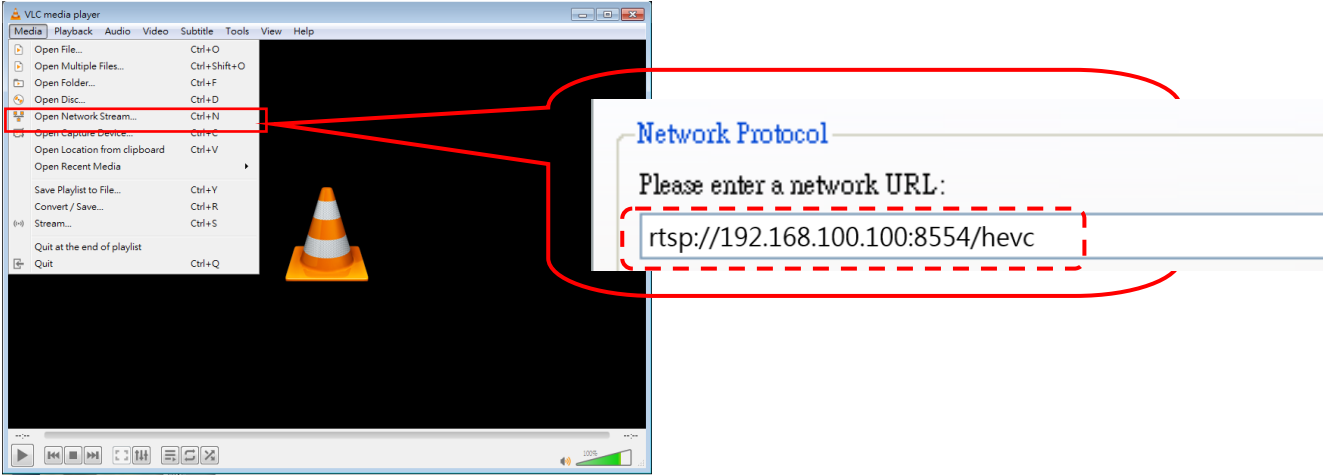 VLC media player
Media Playback Audio Video Subtitle Tools View Help
Open File... Ctrl+O
Open Multiple Files... Ctrl+Shift+O
Open Folder... Ctrl+F
Open Disc... Ctrl+D
Open Network Stream... Ctrl+N
Open Capture Device... Ctrl+C
Open Location from clipboard Ctrl+V
Open Recent Media
Save Playlist to File... Ctrl+Y
Convert / Save... Ctrl+R
Stream... Ctrl+S
Quit at the end of playlist
Quit Ctrl+Q
Network Protocol
Please enter a network URL:
rtsp://192.168.100.100:8554/hevc
--:-- --:--
100%